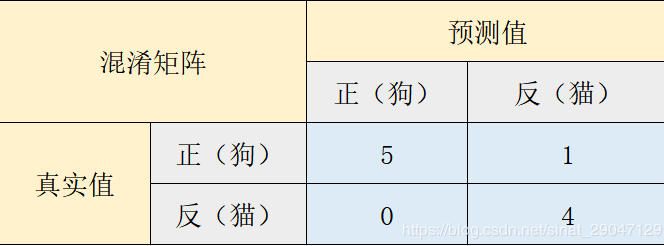 混淆矩阵
预测值
正（狗） 反（猫）
真实值
正（狗） 5 1
反（猫） 0 4
https://blog.csdn.net/sinat_29047129